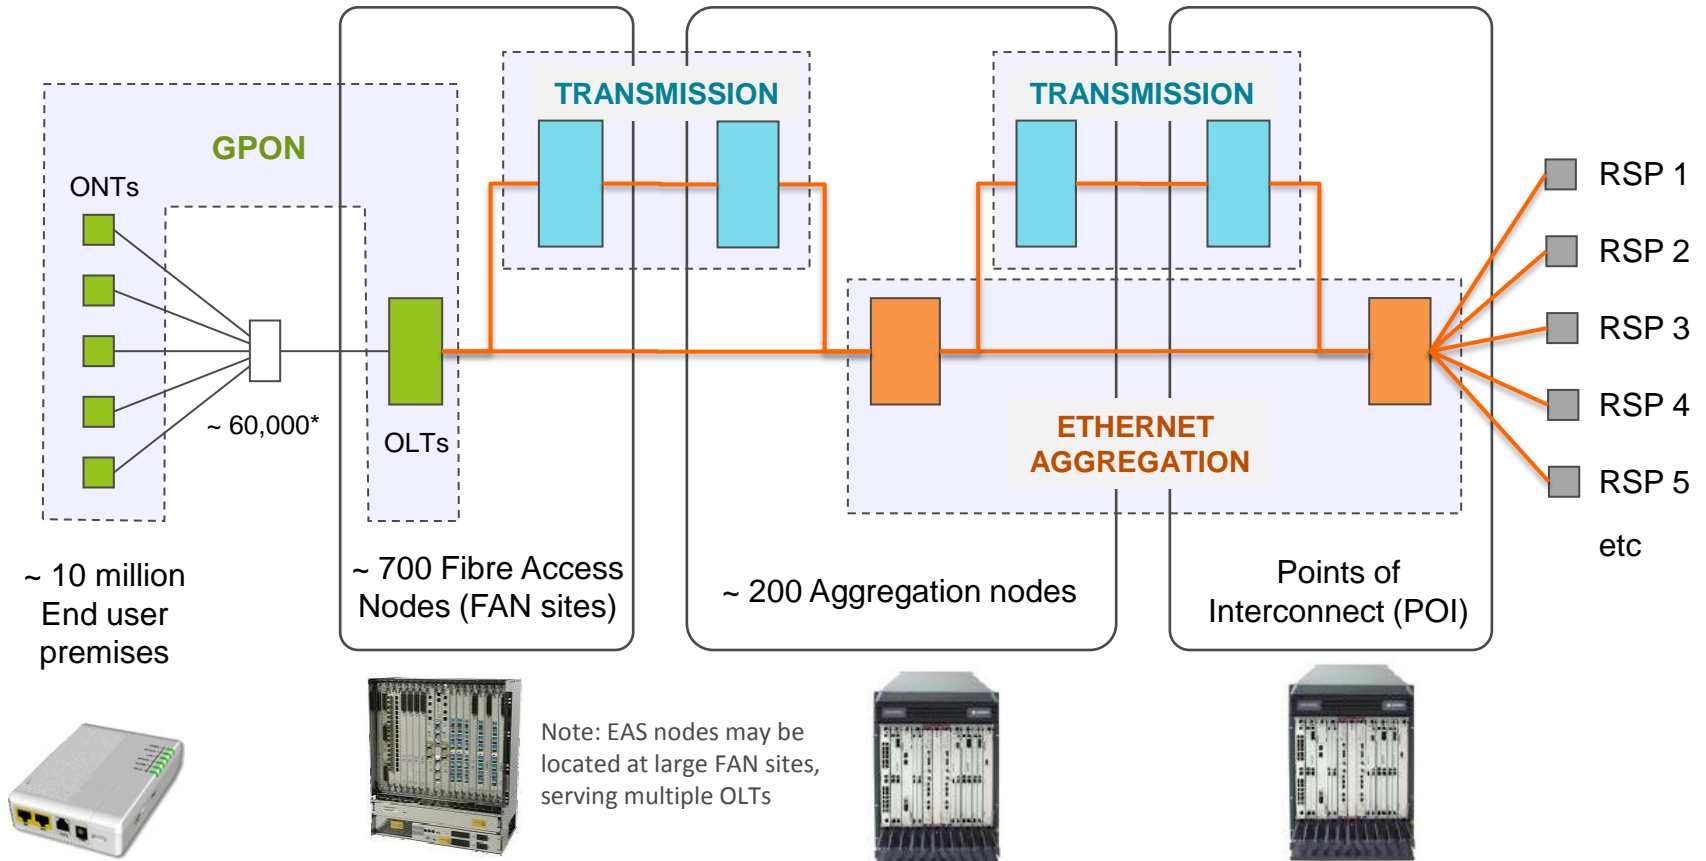 TRANSMISSION
TRANSMISSION
GPON
ONTs
~ 60,000*
OLTs
ETHERNET
AGGREGATION
RSP 1
RSP 2
RSP 3
RSP 4
RSP 5
etc
~ 10 million
End user
premises
~ 700 Fibre Access
Nodes (FAN sites)
~ 200 Aggregation nodes
Points of
Interconnect (POI)
Note: EAS nodes may be
located at large FAN sites,
serving multiple OLTs